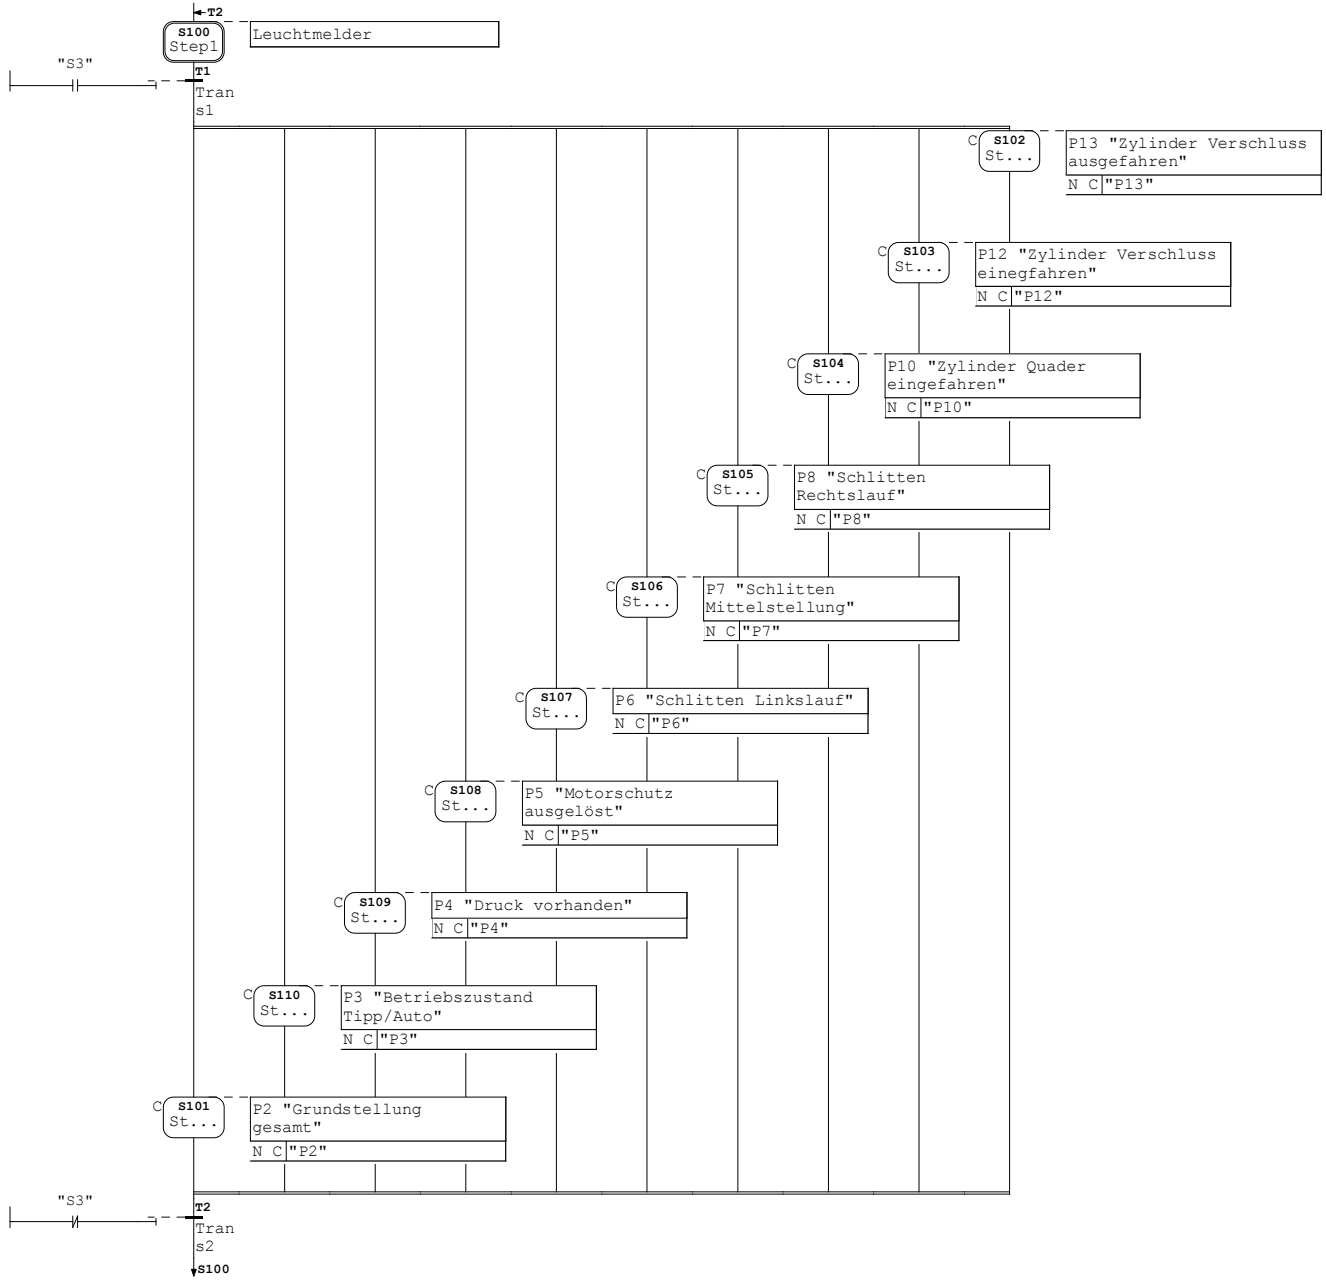 T2
S100
Step1
Leuchtmelder
"S3"
T1
Tran
s1
C
S102
St...
P13 "Zylinder Verschluss
ausgefahren"
N C "P13"
C
S103
St...
P12 "Zylinder Verschluss
einegfahren"
N C "P12"
C
S104
St...
P10 "Zylinder Quader
eingefahren"
N C "P10"
C
S105
St...
P8 "Schlitten
Rechtslauf"
N C "P8"
C
S106
St...
P7 "Schlitten
Mittelstellung"
N C "P7"
C
S107
St...
P6 "Schlitten Linkslauf"
N C "P6"
C
S108
St...
P5 "Motorschutz
ausgelöst"
N C "P5"
C
S109
St...
P4 "Druck vorhanden"
N C "P4"
C
S110
St...
P3 "Betriebszustand
Tipp/Auto"
N C "P3"
C
S101
St...
P2 "Grundstellung
gesamt"
N C "P2"
"S3"
T2
Tran
s2
S100